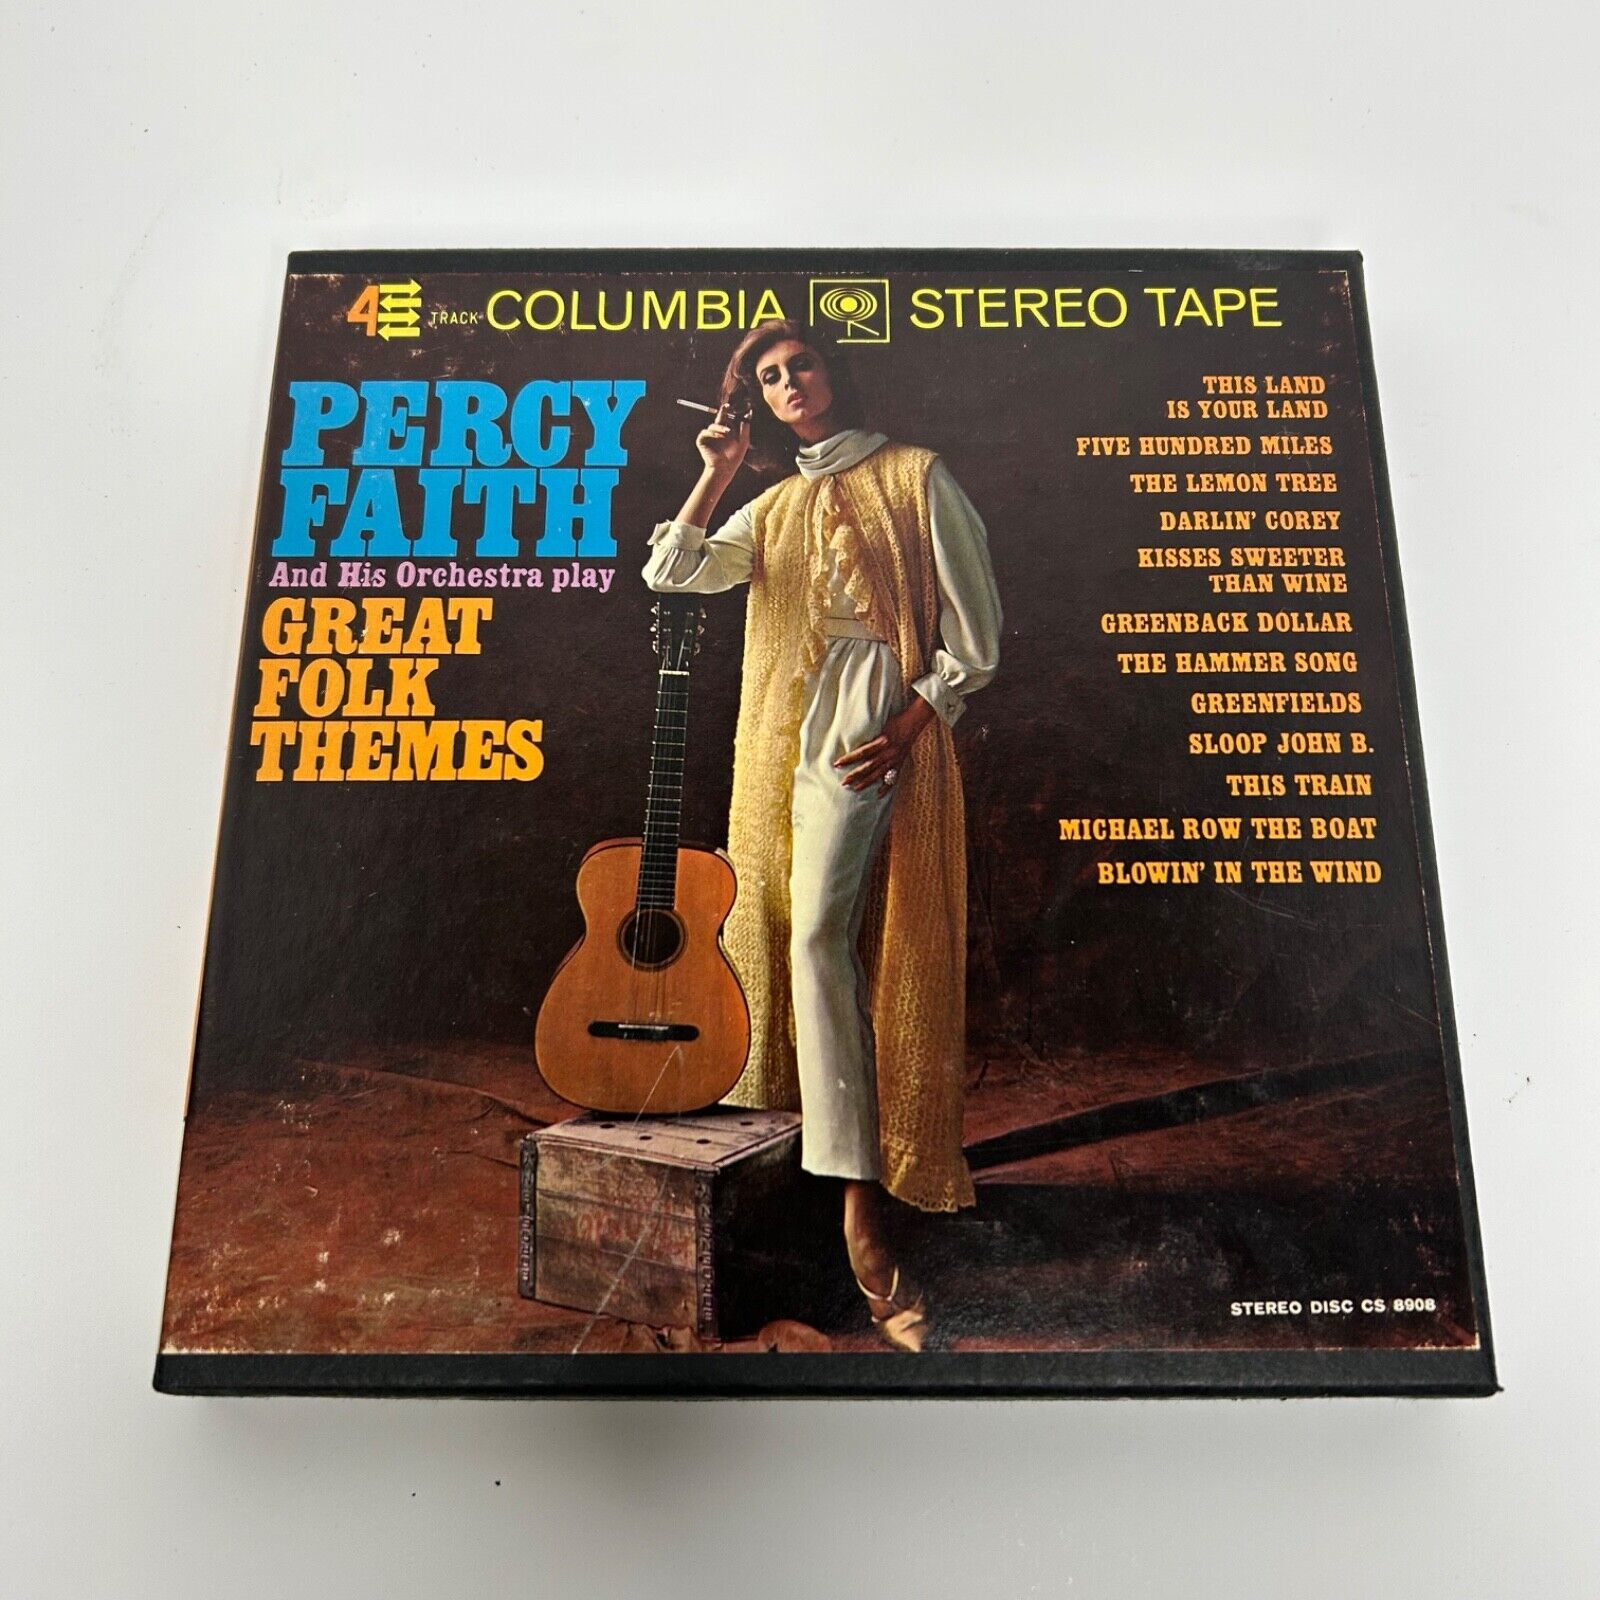 4 TRACK COLUMBIA STEREO TAPE
PERCY
FAITH
And His Orchestra play
GREAT
FOLK
THEMES
THIS LAND
IS YOUR LAND
FIVE HUNDRED MILES
THE LEMON TREE
DARLIN' COREY
KISSES SWEETER
THAN WINE
GREENBACK DOLLAR
THE HAMMER SONG
GREENFIELDS
SLOOP JOHN B.
THIS TRAIN
MICHAEL ROW THE BOAT
BLOWIN' IN THE WIND
STEREO DISC CS 8908